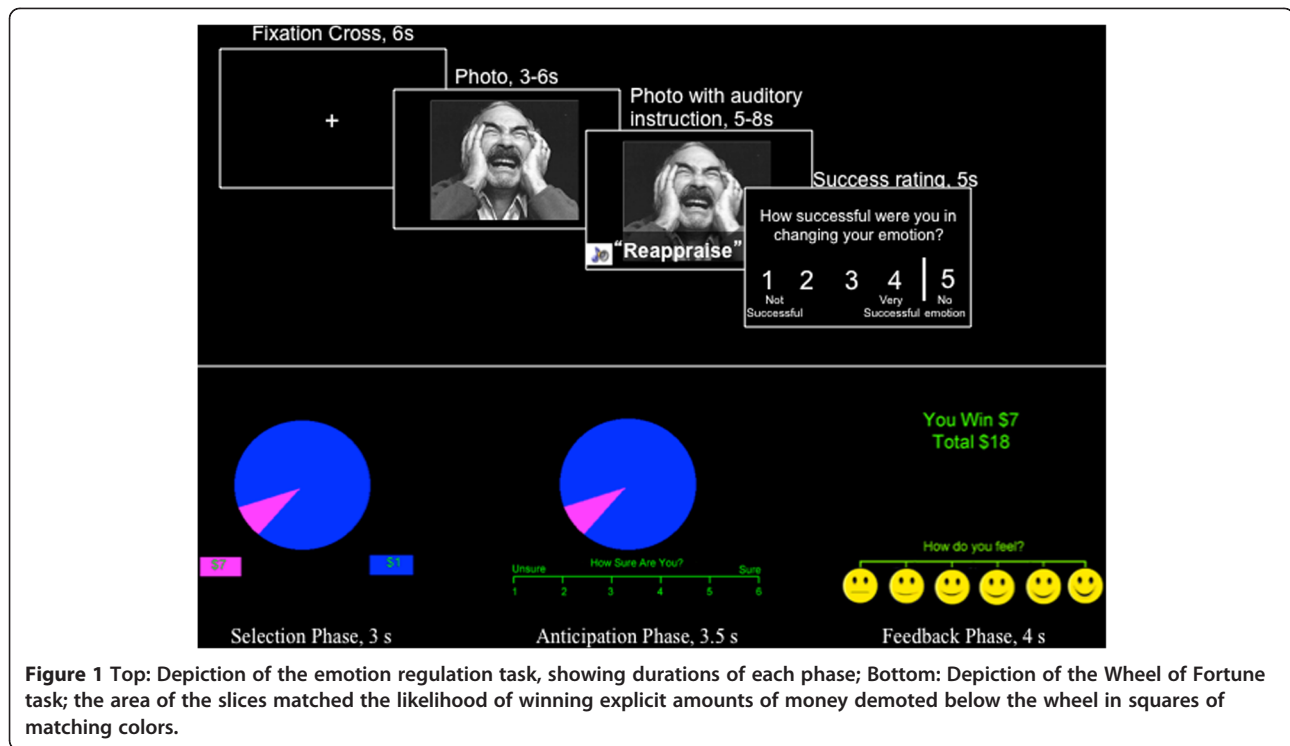 Fixation Cross, 6s
+
Photo, 3-6s
Photo with auditory
instruction, 5-8s
"Reappraise"
Success rating, 5s
How successful were you in
changing your emotion?
1 2 3 4 5
Not
Successful
Very
Successful
No
emotion
$7
$1
Selection Phase, 3 s
How Sure Are You?
Unsure
Sure
1 2 3 4 5 6
Anticipation Phase, 3.5 s
You Win $7
Total $18
How do you feel?
Feedback Phase, 4 s
Figure 1 Top: Depiction of the emotion regulation task, showing durations of each phase; Bottom: Depiction of the Wheel of Fortune
task; the area of the slices matched the likelihood of winning explicit amounts of money demoted below the wheel in squares of
matching colors.